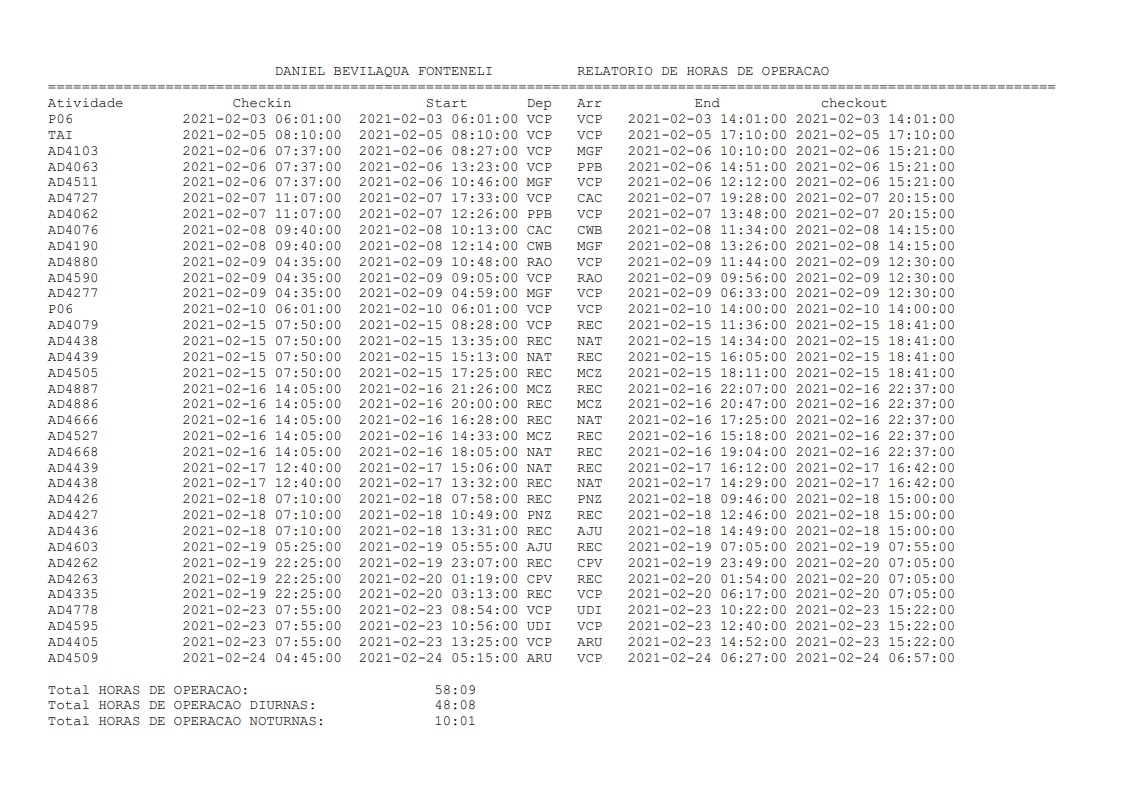 DANIEL BEVILAQUA FONTENELI RELATORIO DE HORAS DE OPERACAO
========================================================================================================================
Atividade Checkin Start Dep Arr End checkout
P06 2021-02-03 06:01:00 2021-02-03 06:01:00 VCP VCP 2021-02-03 14:01:00 2021-02-03 14:01:00
TAI 2021-02-05 08:10:00 2021-02-05 08:10:00 VCP VCP 2021-02-05 17:10:00 2021-02-05 17:10:00
AD4103 2021-02-06 07:37:00 2021-02-06 08:27:00 VCP MGF 2021-02-06 10:10:00 2021-02-06 15:21:00
AD4063 2021-02-06 07:37:00 2021-02-06 13:23:00 VCP PPB 2021-02-06 14:51:00 2021-02-06 15:21:00
AD4511 2021-02-06 07:37:00 2021-02-06 10:46:00 MGF VCP 2021-02-06 12:12:00 2021-02-06 15:21:00
AD4727 2021-02-07 11:07:00 2021-02-07 17:33:00 VCP CAC 2021-02-07 19:28:00 2021-02-07 20:15:00
AD4062 2021-02-07 11:07:00 2021-02-07 12:26:00 PPB VCP 2021-02-07 13:48:00 2021-02-07 20:15:00
AD4076 2021-02-08 09:40:00 2021-02-08 10:13:00 CAC CWB 2021-02-08 11:34:00 2021-02-08 14:15:00
AD4190 2021-02-08 09:40:00 2021-02-08 12:14:00 CWB MGF 2021-02-08 13:26:00 2021-02-08 14:15:00
AD4880 2021-02-09 04:35:00 2021-02-09 10:48:00 RAO VCP 2021-02-09 11:44:00 2021-02-09 12:30:00
AD4590 2021-02-09 04:35:00 2021-02-09 09:05:00 VCP RAO 2021-02-09 09:56:00 2021-02-09 12:30:00
AD4277 2021-02-09 04:35:00 2021-02-09 04:59:00 MGF VCP 2021-02-09 06:33:00 2021-02-09 12:30:00
P06 2021-02-10 06:01:00 2021-02-10 06:01:00 VCP VCP 2021-02-10 14:00:00 2021-02-10 14:00:00
AD4079 2021-02-15 07:50:00 2021-02-15 08:28:00 VCP REC 2021-02-15 11:36:00 2021-02-15 18:41:00
AD4438 2021-02-15 07:50:00 2021-02-15 13:35:00 REC NAT 2021-02-15 14:34:00 2021-02-15 18:41:00
AD4439 2021-02-15 07:50:00 2021-02-15 15:13:00 NAT REC 2021-02-15 16:05:00 2021-02-15 18:41:00
AD4505 2021-02-15 07:50:00 2021-02-15 17:25:00 REC MCZ 2021-02-15 18:11:00 2021-02-15 18:41:00
AD4887 2021-02-16 14:05:00 2021-02-16 21:26:00 MCZ REC 2021-02-16 22:07:00 2021-02-16 22:37:00
AD4886 2021-02-16 14:05:00 2021-02-16 20:00:00 REC MCZ 2021-02-16 20:47:00 2021-02-16 22:37:00
AD4666 2021-02-16 14:05:00 2021-02-16 16:28:00 REC NAT 2021-02-16 17:25:00 2021-02-16 22:37:00
AD4527 2021-02-16 14:05:00 2021-02-16 14:33:00 MCZ REC 2021-02-16 15:18:00 2021-02-16 22:37:00
AD4668 2021-02-16 14:05:00 2021-02-16 18:05:00 NAT REC 2021-02-16 19:04:00 2021-02-16 22:37:00
AD4439 2021-02-17 12:40:00 2021-02-17 15:06:00 NAT REC 2021-02-17 16:12:00 2021-02-17 16:42:00
AD4438 2021-02-17 12:40:00 2021-02-17 13:32:00 REC NAT 2021-02-17 14:29:00 2021-02-17 16:42:00
AD4426 2021-02-18 07:10:00 2021-02-18 07:58:00 REC PNZ 2021-02-18 09:46:00 2021-02-18 15:00:00
AD4427 2021-02-18 07:10:00 2021-02-18 10:49:00 PNZ REC 2021-02-18 12:46:00 2021-02-18 15:00:00
AD4436 2021-02-18 07:10:00 2021-02-18 13:31:00 REC AJU 2021-02-18 14:49:00 2021-02-18 15:00:00
AD4603 2021-02-19 05:25:00 2021-02-19 05:55:00 AJU REC 2021-02-19 07:05:00 2021-02-19 07:55:00
AD4262 2021-02-19 22:25:00 2021-02-19 23:07:00 REC CPV 2021-02-19 23:49:00 2021-02-20 07:05:00
AD4263 2021-02-19 22:25:00 2021-02-20 01:19:00 CPV REC 2021-02-20 01:54:00 2021-02-20 07:05:00
AD4335 2021-02-19 22:25:00 2021-02-20 03:13:00 REC VCP 2021-02-20 06:17:00 2021-02-20 07:05:00
AD4778 2021-02-23 07:55:00 2021-02-23 08:54:00 VCP UDI 2021-02-23 10:22:00 2021-02-23 15:22:00
AD4595 2021-02-23 07:55:00 2021-02-23 10:56:00 UDI VCP 2021-02-23 12:40:00 2021-02-23 15:22:00
AD4405 2021-02-23 07:55:00 2021-02-23 13:25:00 VCP ARU 2021-02-23 14:52:00 2021-02-23 15:22:00
AD4509 2021-02-24 04:45:00 2021-02-24 05:15:00 ARU VCP 2021-02-24 06:27:00 2021-02-24 06:57:00
Total HORAS DE OPERACAO: 58:09
Total HORAS DE OPERACAO DIURNAS: 48:08
Total HORAS DE OPERACAO NOTURNAS: 10:01